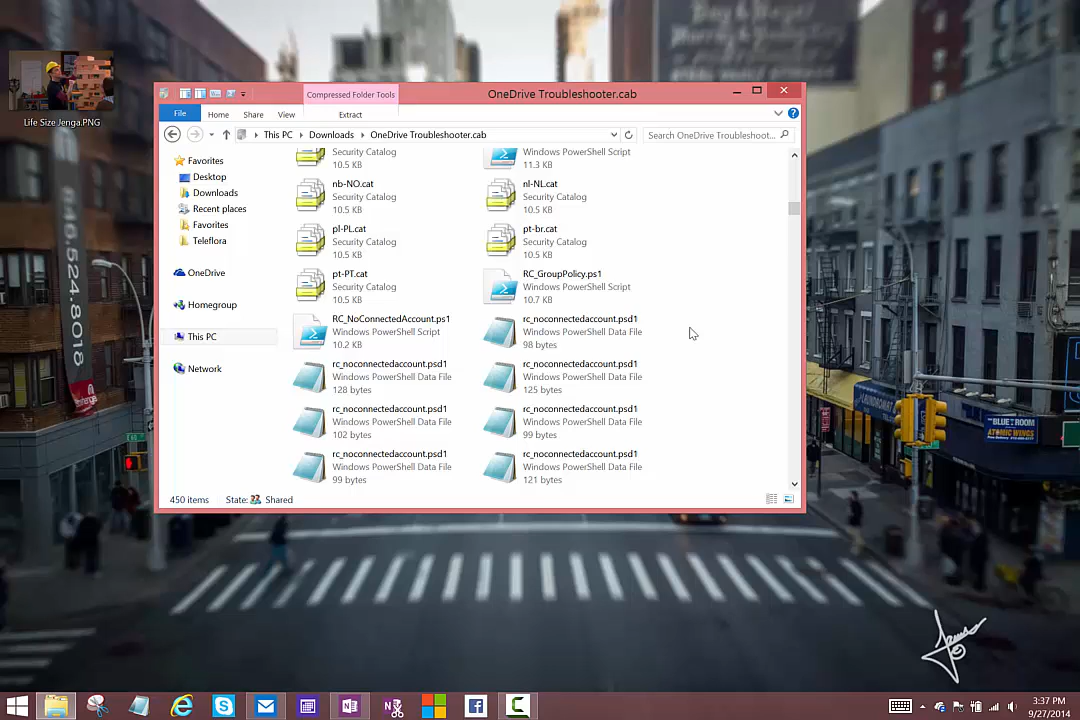 Life Size Jenga.PNG
Compressed Folder Tools
OneDrive Troubleshooter.cab
File
Home
Share
View
Extract
This PC
Downloads
OneDrive Troubleshooter.cab
Search OneDrive Troubleshoot...
Favorites
Desktop
Downloads
Recent places
Favorites
Teleflora
OneDrive
Homegroup
This PC
Network
Security Catalog
10.5 KB
Windows PowerShell Script
11.3 KB
nb-NO.cat
Security Catalog
10.5 KB
nl-NL.cat
Security Catalog
10.5 KB
pl-PL.cat
Security Catalog
10.5 KB
pt-br.cat
Security Catalog
10.5 KB
pt-PT.cat
Security Catalog
10.5 KB
RC_GroupPolicy.ps1
Windows PowerShell Script
10.7 KB
RC_NoConnectedAccount.ps1
Windows PowerShell Script
10.2 KB
rc_noconnectedaccount.psd1
Windows PowerShell Data File
98 bytes
rc_noconnectedaccount.psd1
Windows PowerShell Data File
128 bytes
rc_noconnectedaccount.psd1
Windows PowerShell Data File
125 bytes
rc_noconnectedaccount.psd1
Windows PowerShell Data File
102 bytes
rc_noconnectedaccount.psd1
Windows PowerShell Data File
99 bytes
rc_noconnectedaccount.psd1
Windows PowerShell Data File
99 bytes
rc_noconnectedaccount.psd1
Windows PowerShell Data File
121 bytes
450 items
State:
Shared
646.524.8018
LAUNDROMAT
BLUE ROOM
ATOMIC WINGS
3:37 PM
9/27/2014